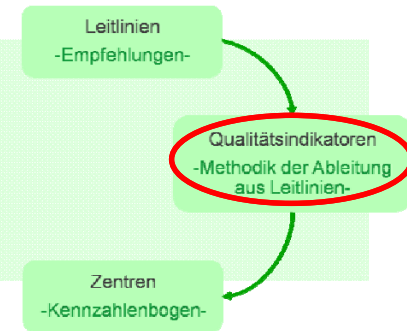 Leitlinien
-Empfehlungen-
Qualitätsindikatoren
-Methodik der Ableitung
aus Leitlinien-
Zentren
-Kennzahlenbogen-